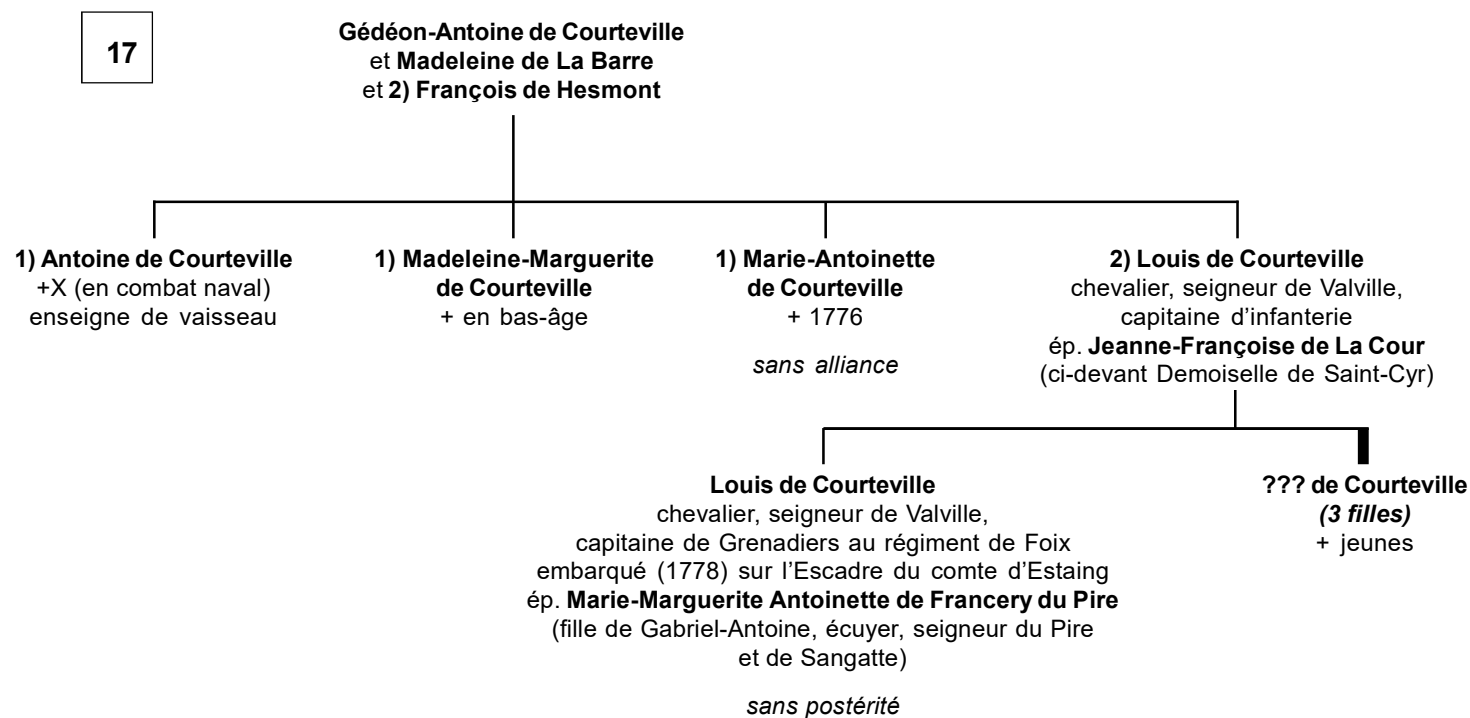 17
Gédéon-Antoine de Courteville
et Madeleine de La Barre
et 2) François de Hesmont
1) Antoine de Courteville
+X (en combat naval)
enseigne de vaisseau
1) Madeleine-Marguerite
de Courteville
+ en bas-âge
1) Marie-Antoinette
de Courteville
+ 1776
sans alliance
2) Louis de Courteville
chevalier, seigneur de Valville,
capitaine d’infanterie
ép. Jeanne-Françoise de La Cour
(ci-devant Demoiselle de Saint-Cyr)
Louis de Courteville
chevalier, seigneur de Valville,
capitaine de Grenadiers au régiment de Foix
embarqué (1778) sur l’Escadre du comte d’Estaing
ép. Marie-Marguerite Antoinette de Francery du Pire
(fille de Gabriel-Antoine, écuyer, seigneur du Pire
et de Sangatte)
sans postérité
??? de Courteville
(3 filles)
+ jeunes